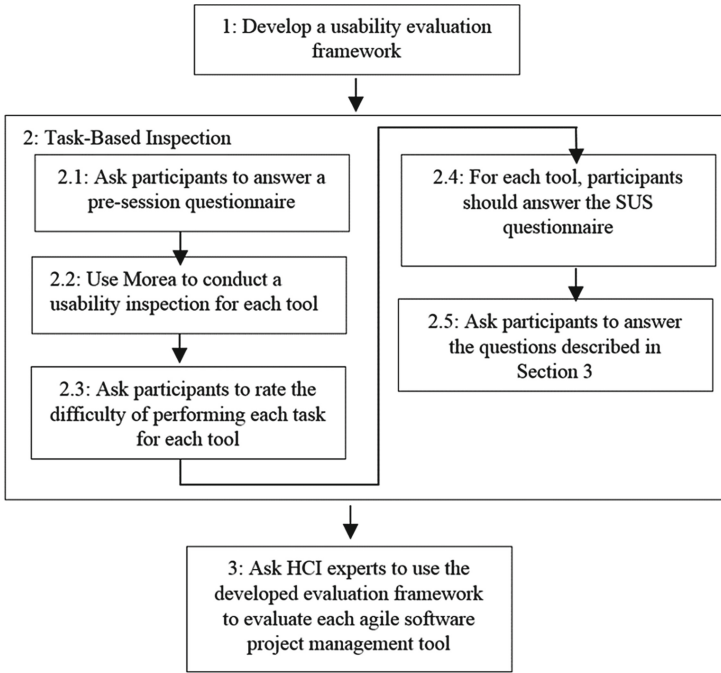 1: Develop a usability evaluation
framework
2: Task-Based Inspection
2.1: Ask participants to answer a
pre-session questionnaire
2.2: Use Morea to conduct a
usability inspection for each tool
2.3: Ask participants to rate the
difficulty of performing each task
for each tool
2.4: For each tool, participants
should answer the SUS
questionnaire
2.5: Ask participants to answer
the questions described in
Section 3
3: Ask HCI experts to use the
developed evaluation framework
to evaluate each agile software
project management tool